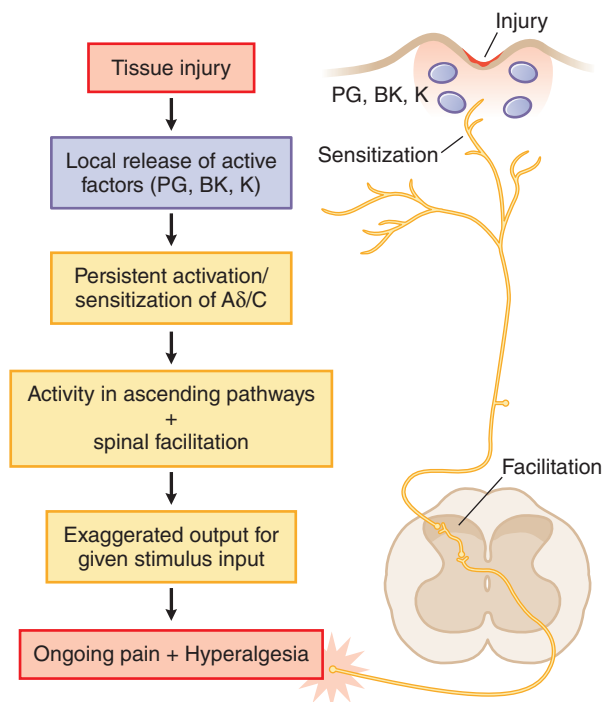 Tissue injury
Local release of active
factors (PG, BK, K)
Persistent activation/
sensitization of Aδ/C
Activity in ascending pathways
+
spinal facilitation
Exaggerated output for
given stimulus input
Ongoing pain + Hyperalgesia
Injury
PG, BK, K
Sensitization
Facilitation